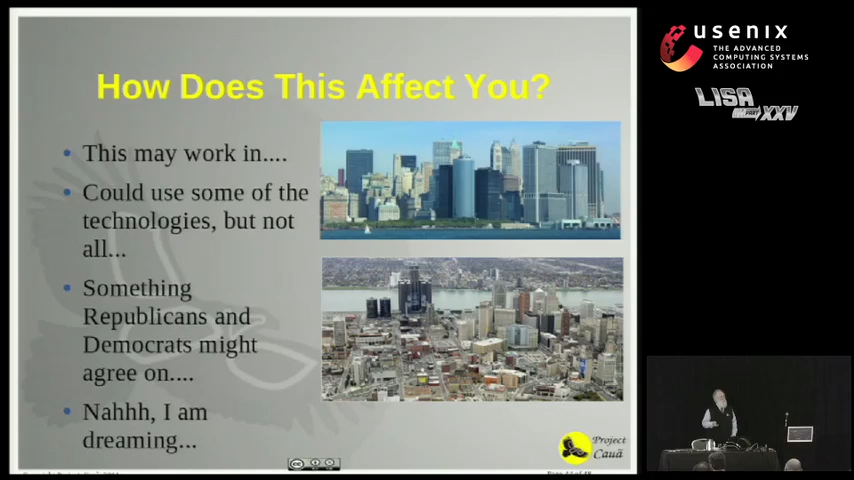 How Does This Affect You?
This may work in....
Could use some of the
technologies, but not
all...
Something
Republicans and
Democrats might
agree on....
Nahhh, I am
dreaming...
Project
Cauã
usenix
THE ADVANCED
COMPUTING SYSTEMS
ASSOCIATION
LISA
PART XXV